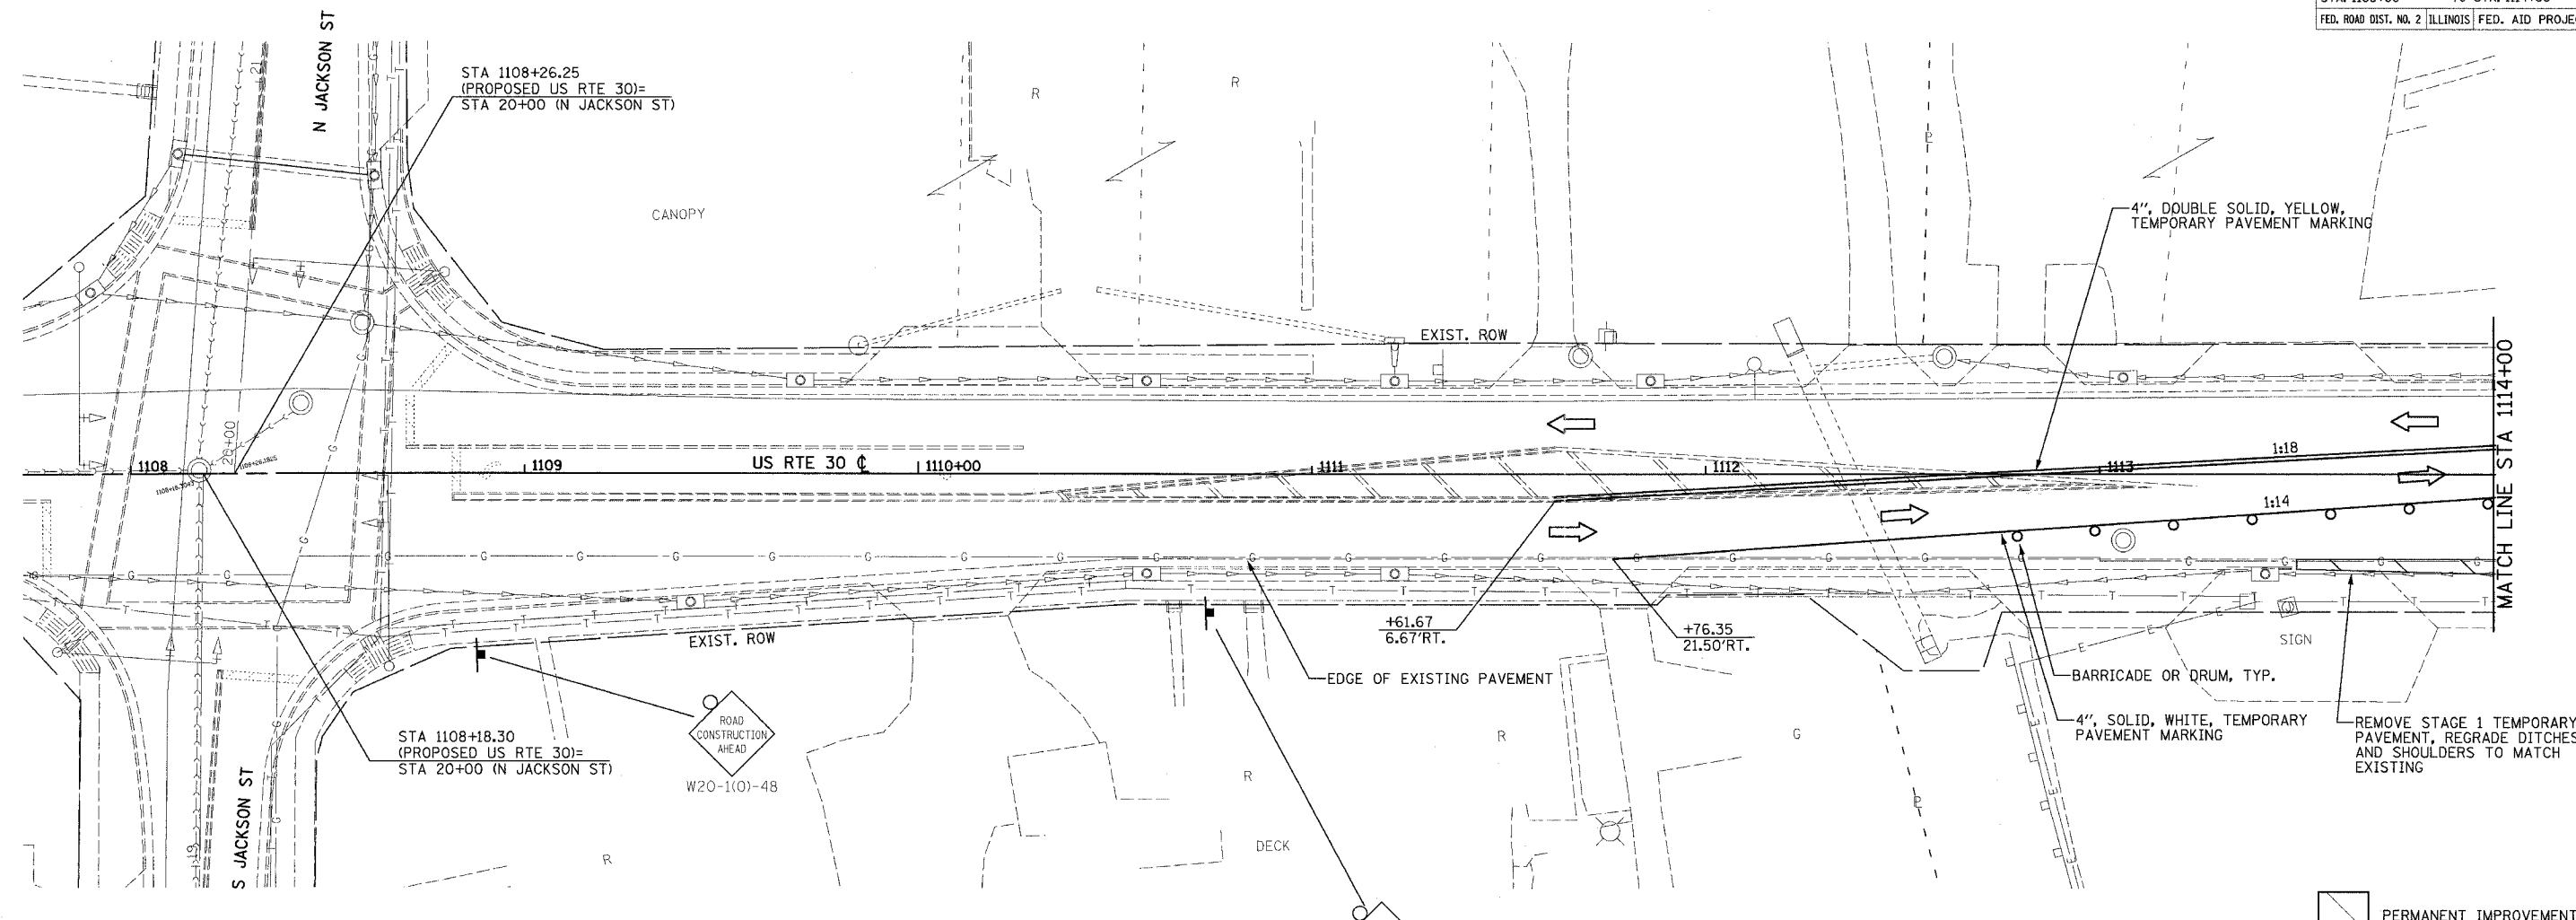 FED. ROAD DIST. NO. 2 ILLINOIS FED. AID PROJE
N JACKSON ST
21
STA 1108+26.25
(PROPOSED US RTE 30)=
STA 20+00 (N JACKSON ST)
R
R
CANOPY
4", DOUBLE SOLID, YELLOW,
TEMPORARY PAVEMENT MARKING
EXIST. ROW
MATCH LINE STA 1114+00
20+00
1108
1109
US RTE 30 ℄
1110+00
1111
1112
1113
1:18
1:14
+61.67
6.67'RT.
+76.35
21.50'RT.
EXIST. ROW
EDGE OF EXISTING PAVEMENT
SIGN
BARRICADE OR DRUM, TYP.
4", SOLID, WHITE, TEMPORARY
PAVEMENT MARKING
REMOVE STAGE 1 TEMPORARY
PAVEMENT, REGRADE DITCHES
AND SHOULDERS TO MATCH
EXISTING
STA 1108+18.30
(PROPOSED US RTE 30)=
STA 20+00 (N JACKSON ST)
ROAD
CONSTRUCTION
AHEAD
W20-1(O)-48
S JACKSON ST
19
R
R
R
G
DECK
PERMANENT IMPROVEMEN